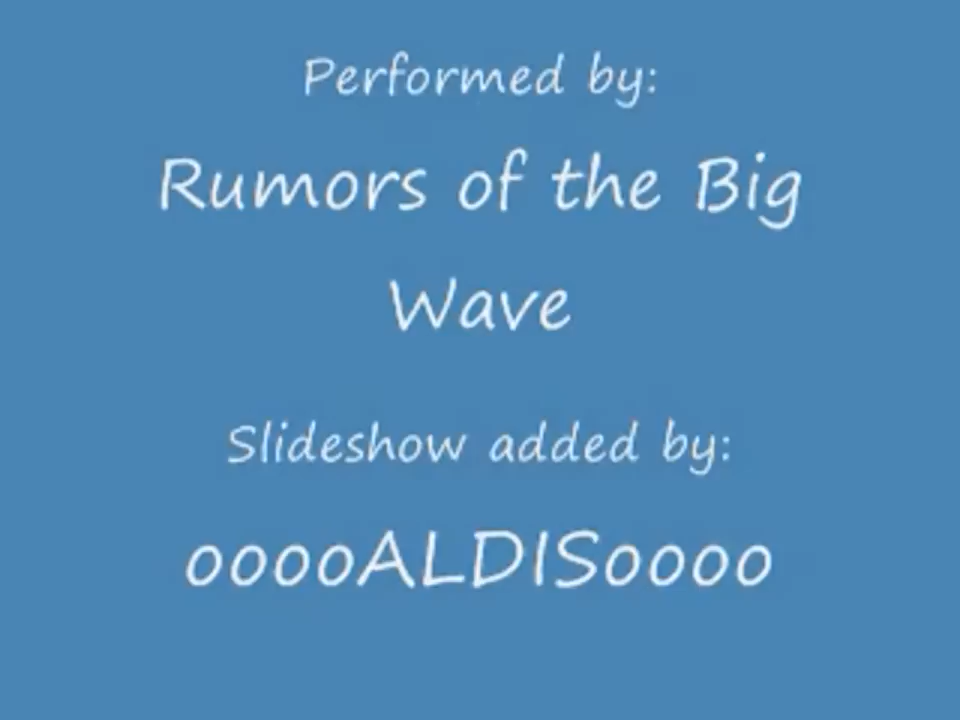 Performed by:
Rumors of the Big
Wave
Slideshow added by:
ooooALDISoooo